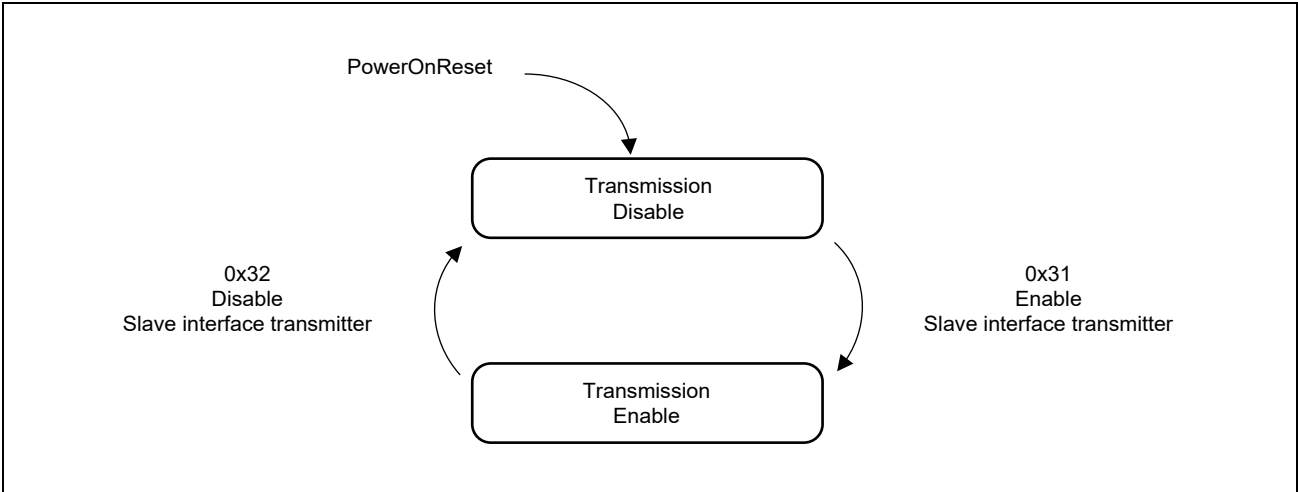 PowerOnReset
Transmission
Disable
0x32
Disable
Slave interface transmitter
0x31
Enable
Slave interface transmitter
Transmission
Enable